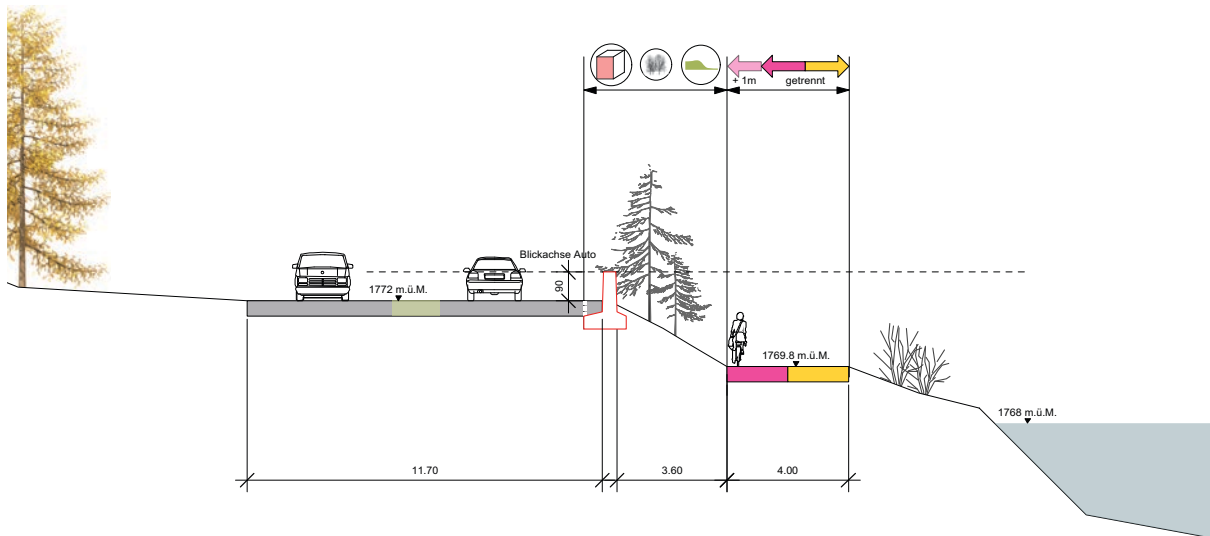 + 1m
getrennt
Blickachse Auto
90
1772 m.ü.M.
1769.8 m.ü.M.
1768 m.ü.M.
11.70
3.60
4.00